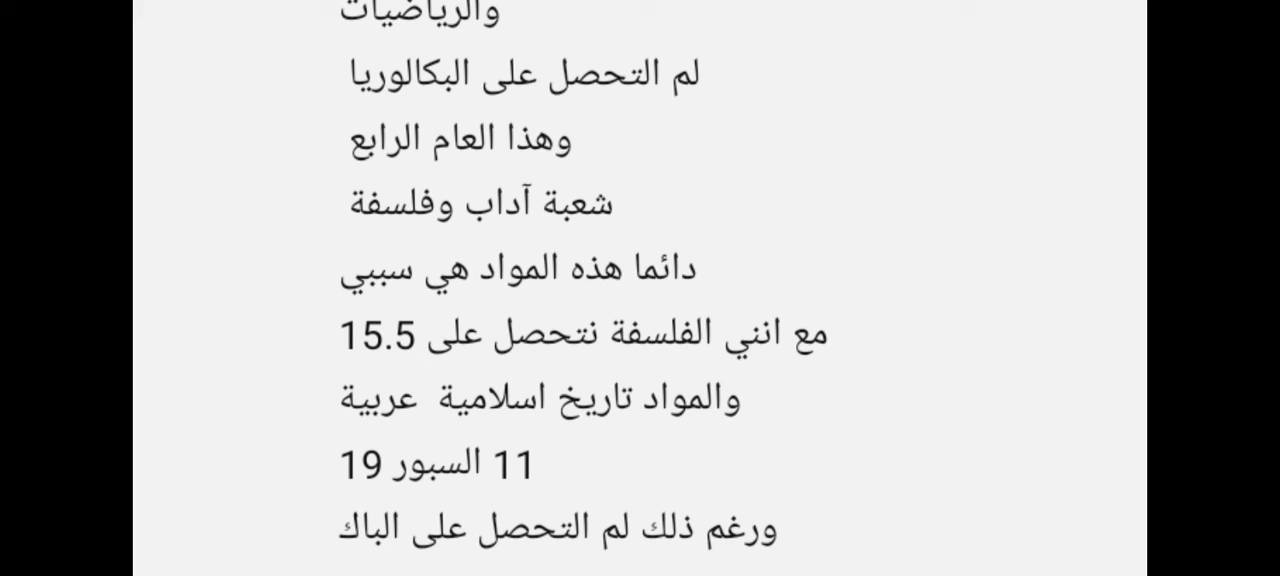 والرياضيات
لم التحصل على البكالوريا
وهذا العام الرابع
شعبة آداب وفلسفة
دائما هذه المواد هي سببي
مع انني الفلسفة نتحصل على 15.5
والمواد تاريخ اسلامية عربية
11 السبور 19
ورغم ذلك لم التحصل على الباك